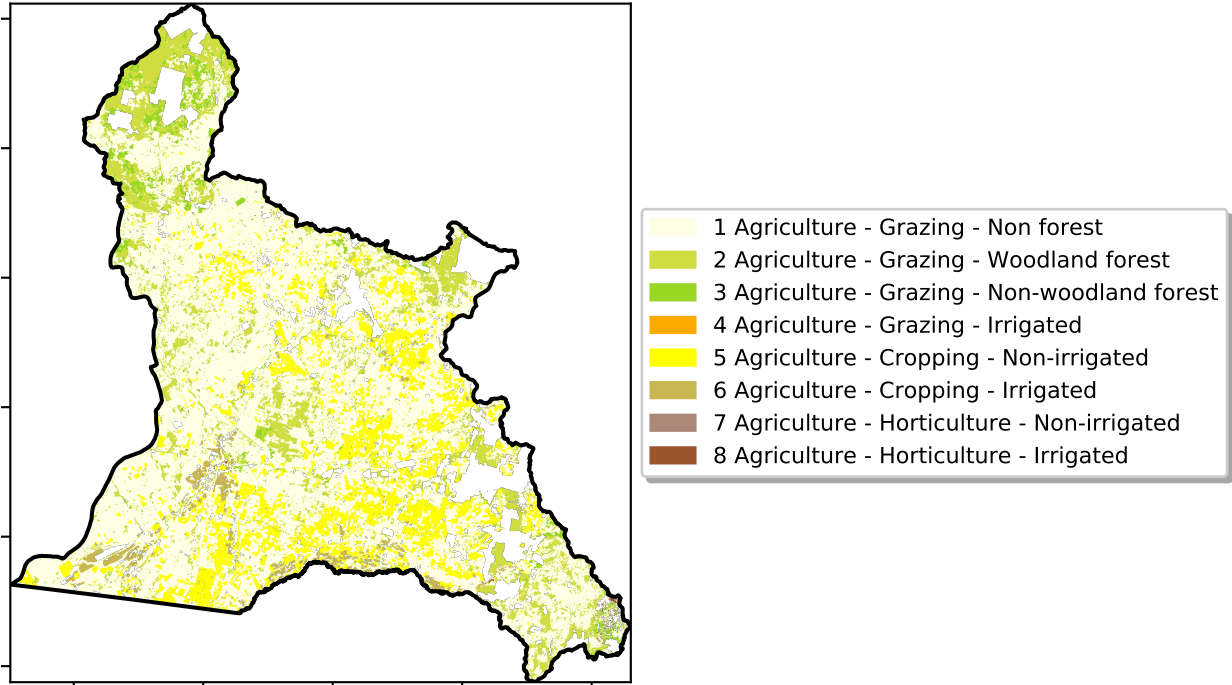 1 Agriculture - Grazing - Non forest
2 Agriculture - Grazing - Woodland forest
3 Agriculture - Grazing - Non-woodland forest
4 Agriculture - Grazing - Irrigated
5 Agriculture - Cropping - Non-irrigated
6 Agriculture - Cropping - Irrigated
7 Agriculture - Horticulture - Non-irrigated
8 Agriculture - Horticulture - Irrigated